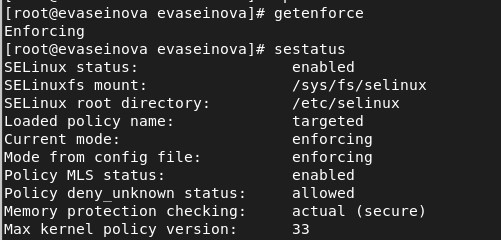 [root@evaseinova evaseinova]# getenforce
Enforcing
[root@evaseinova evaseinova]# sestatus
SELinux status:                 enabled
SELinuxfs mount:                /sys/fs/selinux
SELinux root directory:         /etc/selinux
Loaded policy name:             targeted
Current mode:                   enforcing
Mode from config file:          enforcing
Policy MLS status:              enabled
Policy deny_unknown status:     allowed
Memory protection checking:     actual (secure)
Max kernel policy version:      33